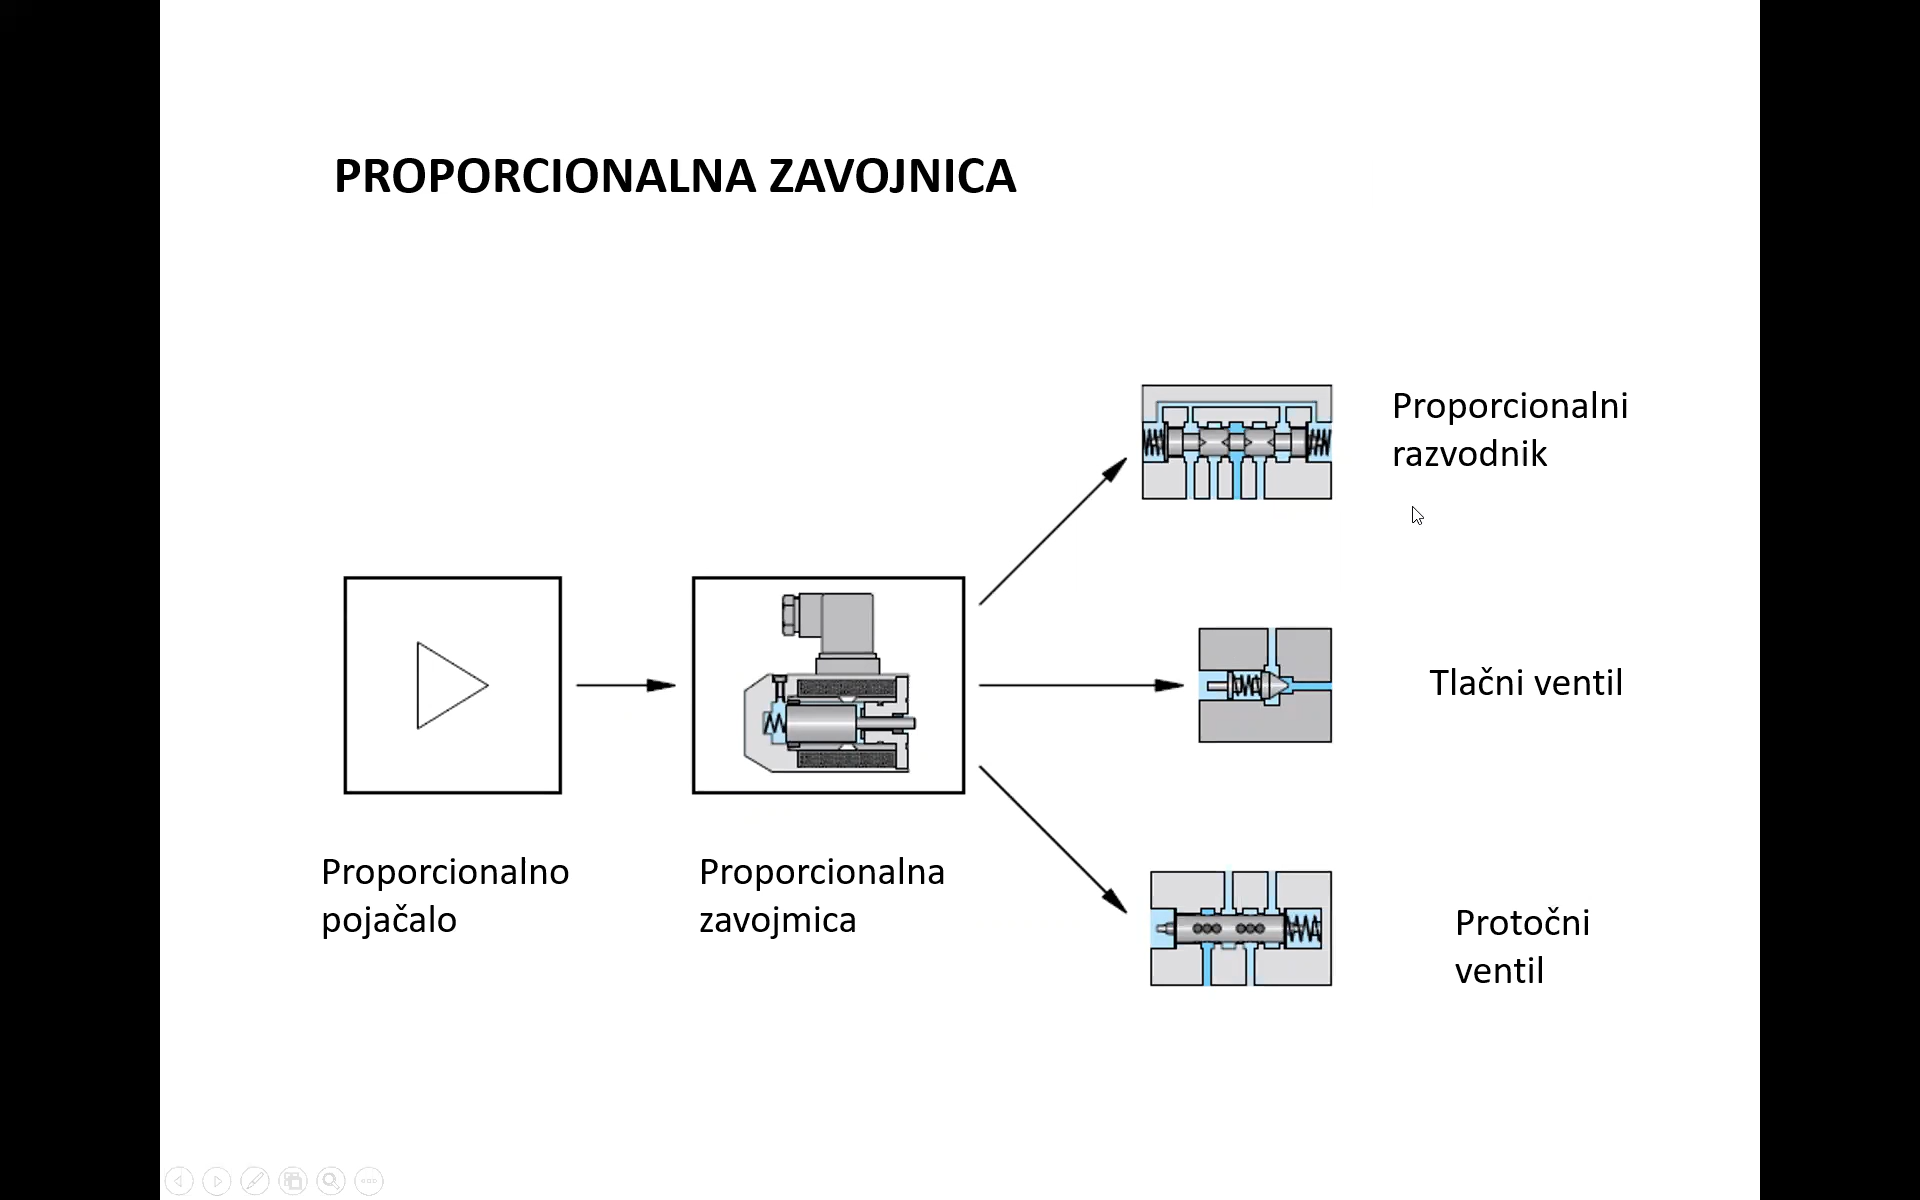 PROPORCIONALNA ZAVOJNICA
Proporcionalni
razvodnik
Tlačni ventil
Proporcionalno
pojačalo
Proporcionalna
zavojmica
Protočni
ventil